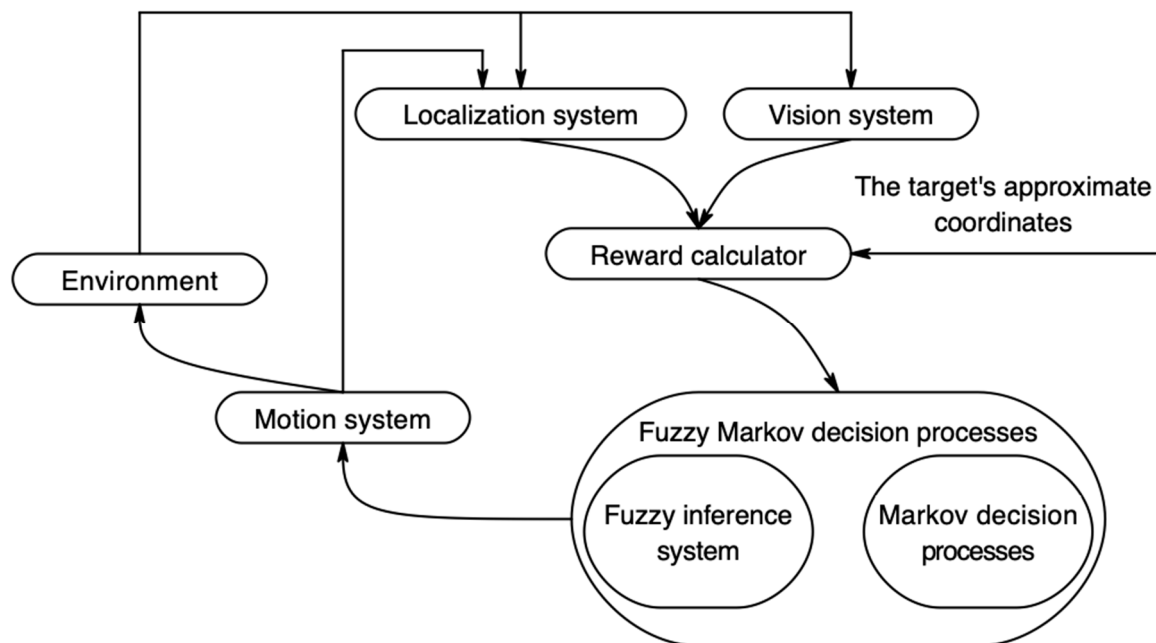 Localization system
Vision system
The target's approximate
coordinates
Reward calculator
Environment
Motion system
Fuzzy Markov decision processes
Fuzzy inference
system
Markov decision
processes